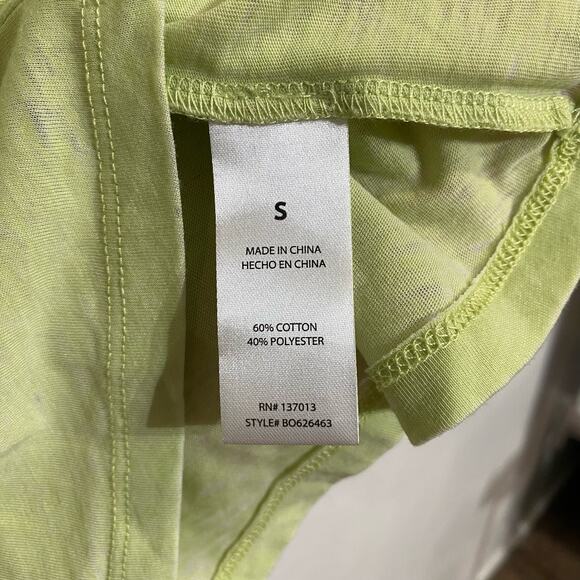 S
MADE IN CHINA
HECHO EN CHINA
60% COTTON
40% POLYESTER
RN# 137013
STYLE# BO626463